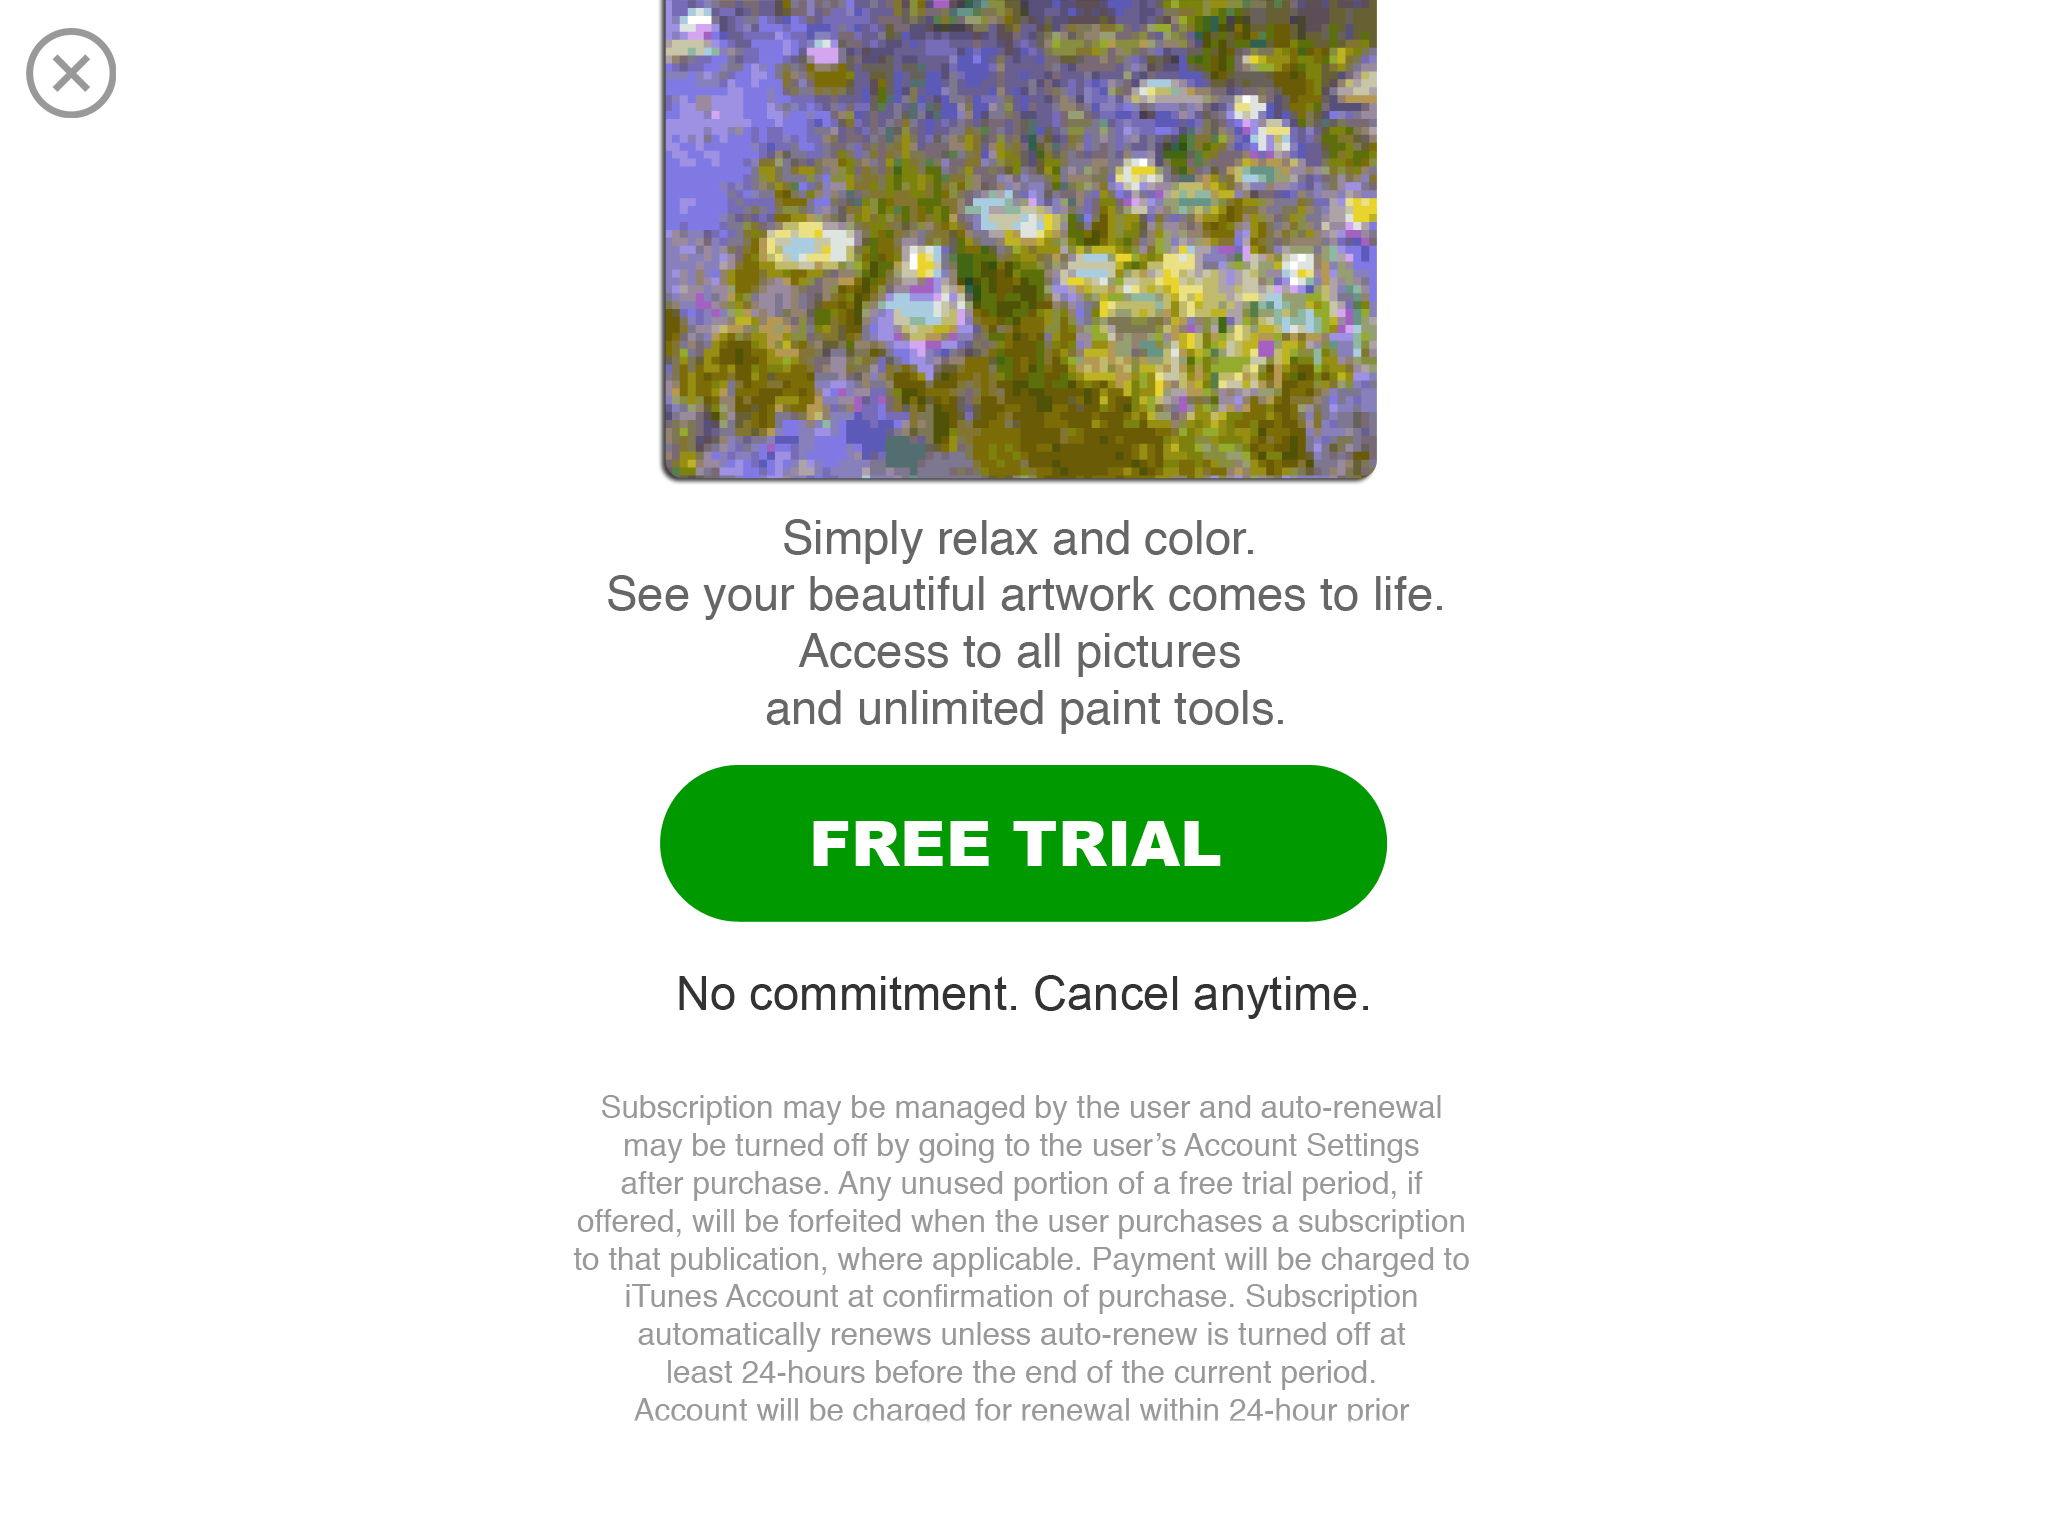 Simply relax and color.
See your beautiful artwork comes to life.
Access to all pictures
and unlimited paint tools.
FREE TRIAL
No commitment. Cancel anytime.
Subscription may be managed by the user and auto-renewal
may be turned off by going to the user’s Account Settings
after purchase. Any unused portion of a free trial period, if
offered, will be forfeited when the user purchases a subscription
to that publication, where applicable. Payment will be charged to
iTunes Account at confirmation of purchase. Subscription
automatically renews unless auto-renew is turned off at
least 24-hours before the end of the current period.
Account will be charged for renewal within 24-hour prior